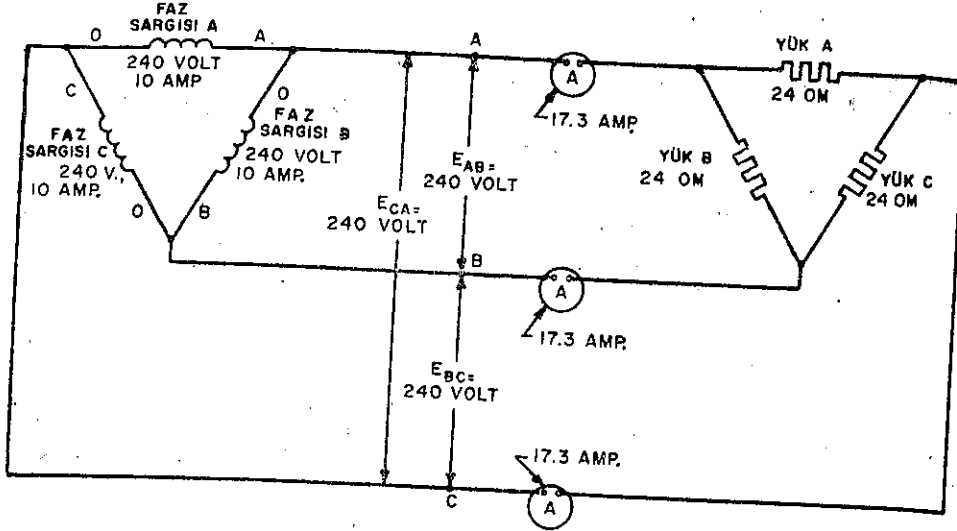 FAZ
SARGISI A
O
A
240 VOLT
10 AMP
C
O
FAZ
SARGISI C
240 V.,
10 AMP.
O
FAZ
SARGISI B
240 VOLT
10 AMP.
B
A
A
17.3 AMP.
E_AB=
240 VOLT
E_CA=
240 VOLT
B
A
17.3 AMP.
E_BC=
240 VOLT
17.3 AMP.
C
A
YÜK A
24 OM
YÜK B
24 OM
YÜK C
24 OM